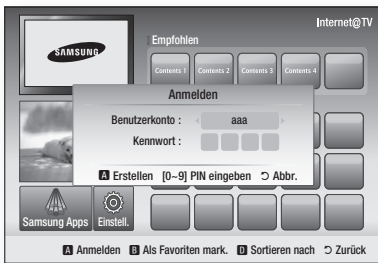 Internet@TV
SAMSUNG
Empfohlen
Contents 1
Contents 2
Contents 3
Contents 4
Anmelden
Benutzerkonto : aaa
Kennwort :
A Erstellen [0~9] PIN eingeben Abbr.
Samsung Apps
Einstell.
A Anmelden B Als Favoriten mark. D Sortieren nach Zurück